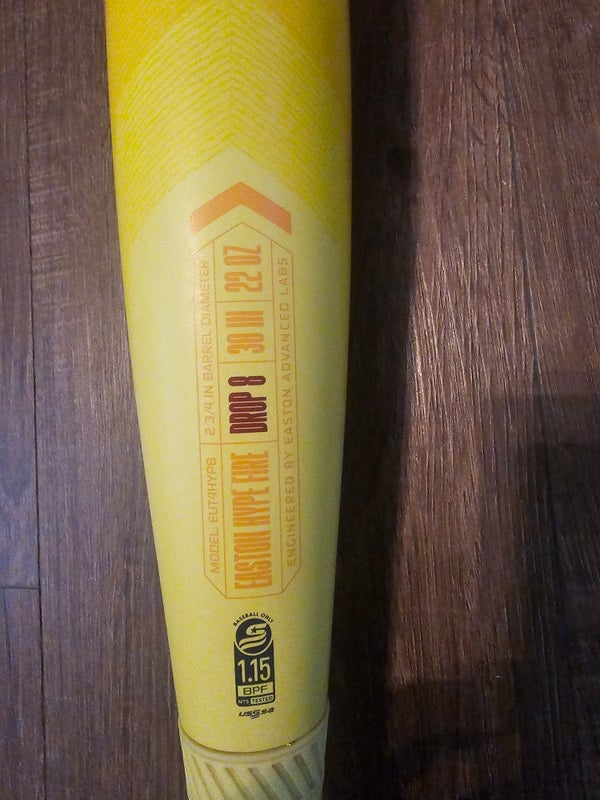 MODEL EUT4HYP8 2 3/4 IN BARREL DIAMETER
EASTON HYPE FIRE DROP 8 30 IN 22 OZ
ENGINEERED BY EASTON ADVANCED LABS
BASEBALL ONLY
S
1.15
BPF
NTS TESTED
USSSA